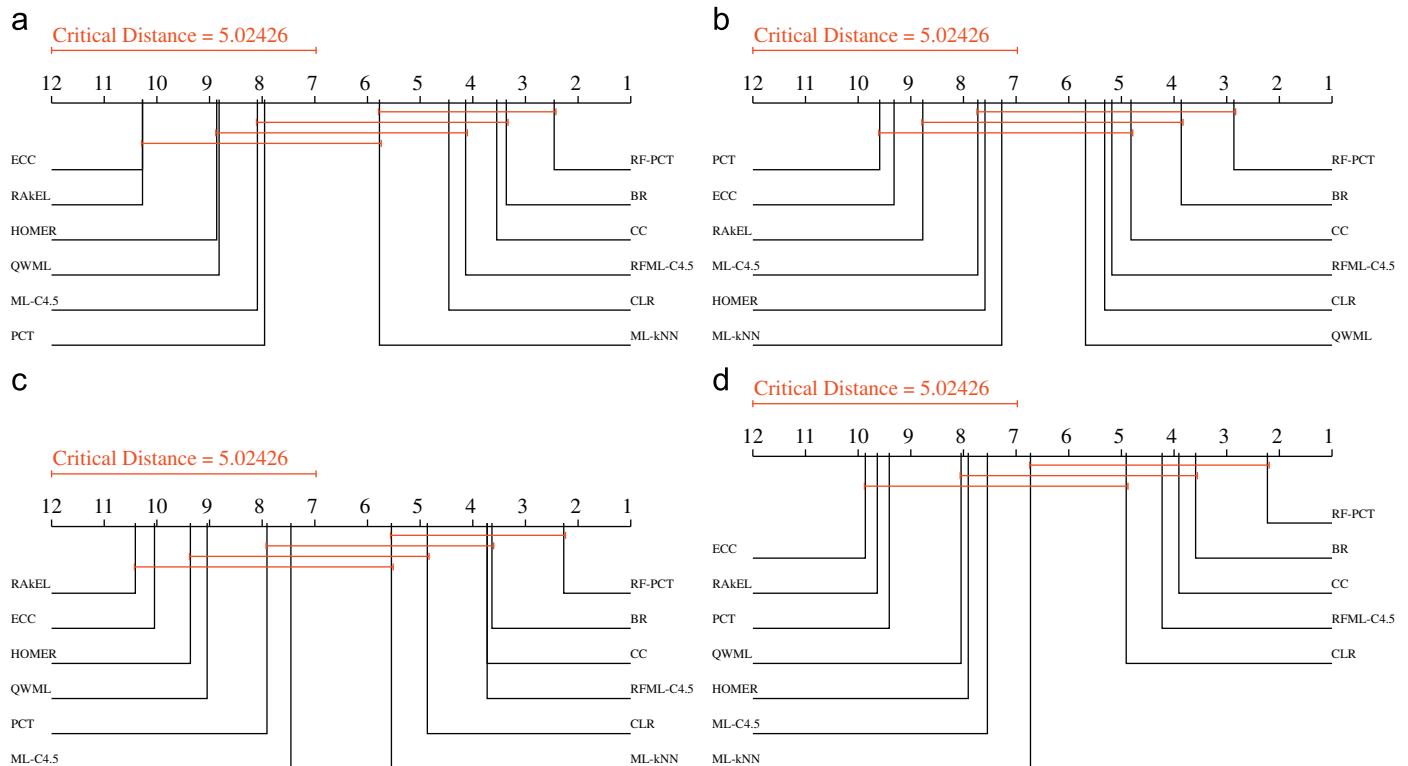 a
Critical Distance = 5.02426
12 11 10 9 8 7 6 5 4 3 2 1
ECC
RAkEL
HOMER
QWML
ML-C4.5
PCT
RF-PCT
BR
CC
RFML-C4.5
CLR
ML-kNN
b
Critical Distance = 5.02426
12 11 10 9 8 7 6 5 4 3 2 1
PCT
ECC
RAkEL
ML-C4.5
HOMER
ML-kNN
RF-PCT
BR
CC
RFML-C4.5
CLR
QWML
c
Critical Distance = 5.02426
12 11 10 9 8 7 6 5 4 3 2 1
RAkEL
ECC
HOMER
QWML
PCT
ML-C4.5
RF-PCT
BR
CC
RFML-C4.5
CLR
ML-kNN
d
Critical Distance = 5.02426
12 11 10 9 8 7 6 5 4 3 2 1
ECC
RAkEL
PCT
QWML
HOMER
ML-C4.5
ML-kNN
RF-PCT
BR
CC
RFML-C4.5
CLR